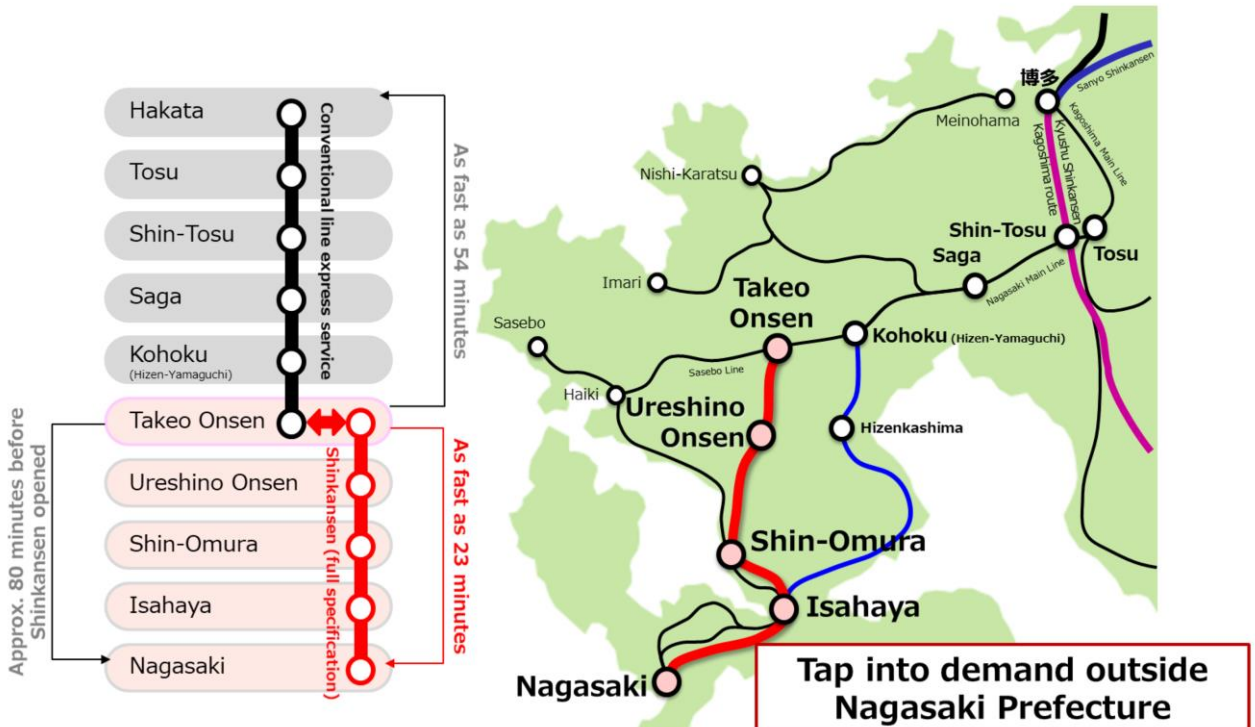 Hakata
Tosu
Shin-Tosu
Saga
Kohoku
(Hizen-Yamaguchi)
Takeo Onsen
Ureshino Onsen
Shin-Omura
Isahaya
Nagasaki
Conventional line express service
Shinkansen (full specification)
As fast as 54 minutes
As fast as 23 minutes
Approx. 80 minutes before
Shinkansen opened
博多
Sanyo Shinkansen
Meinohama
Kagoshima Main Line
Kyushu Shinkansen
Kagoshima route
Nishi-Karatsu
Shin-Tosu
Tosu
Saga
Nagasaki Main Line
Imari
Takeo
Onsen
Sasebo
Kohoku (Hizen-Yamaguchi)
Sasebo Line
Haiki
Ureshino
Onsen
Hizenkashima
Shin-Omura
Isahaya
Nagasaki
Tap into demand outside
Nagasaki Prefecture